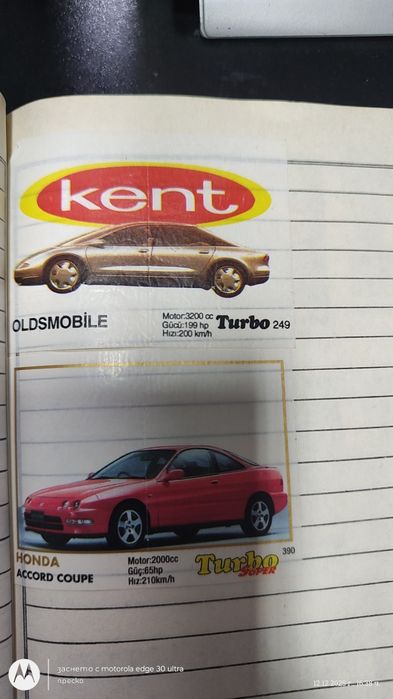 kent
OLDSMOBİLE
Motor:3200 cc
Gücü:199 hp
Hızı:200 km/h
Turbo 249
HONDA
ACCORD COUPE
Motor:2000cc
Güç:65hp
Hız:210km/h
Turbo
SUPER
390
заснето с motorola edge 30 ultra
преско